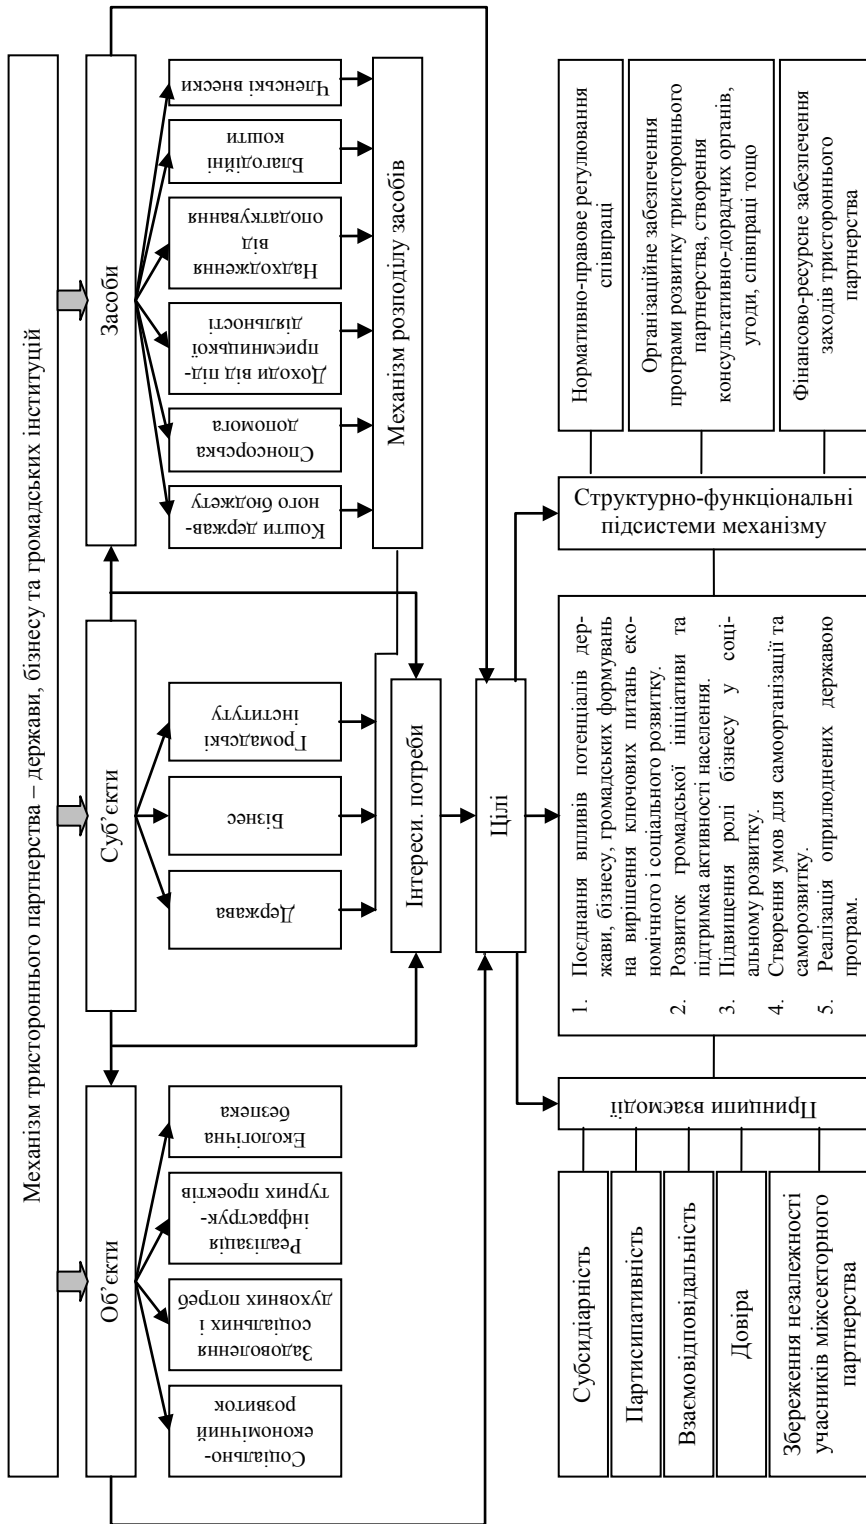 Механізм тристороннього партнерства – держави, бізнесу та громадських інституцій
Об’єкти
Суб’єкти
Засоби
Соціально-
економічний
розвиток
Задоволення
соціальних і
духовних потреб
Реалізація
інфраструк-
турних проектів
Екологічна
безпека
Держава
Бізнес
Громадські
інститути
Кошти держав-
ного бюджету
Спонсорська
допомога
Доходи від під-
приємницької
діяльності
Надходження
від
оподаткування
Благодійні
кошти
Членські внески
Механізм розподілу засобів
Інтереси. потреби
Цілі
Субсидіарність
Партисипативність
Взаємовідповідальність
Довіра
Збереження незалежності
учасників міжсекторного
партнерства
Принципи взаємодії
1. Поєднання впливів потенціалів дер-
жави, бізнесу, громадських формувань
на вирішення ключових питань еко-
номічного і соціального розвитку.
2. Розвиток громадської ініціативи та
підтримка активності населення.
3. Підвищення ролі бізнесу у соці-
альному розвитку.
4. Створення умов для самоорганізації та
саморозвитку.
5. Реалізація оприлюднених державою
програм.
Структурно-функціональні
підсистеми механізму
Нормативно-правове регулювання
співпраці
Організаційне забезпечення
програми розвитку тристороннього
партнерства, створення
консультативно-дорадчих органів,
угоди, співпраці тощо
Фінансово-ресурсне забезпечення
заходів тристороннього
партнерства